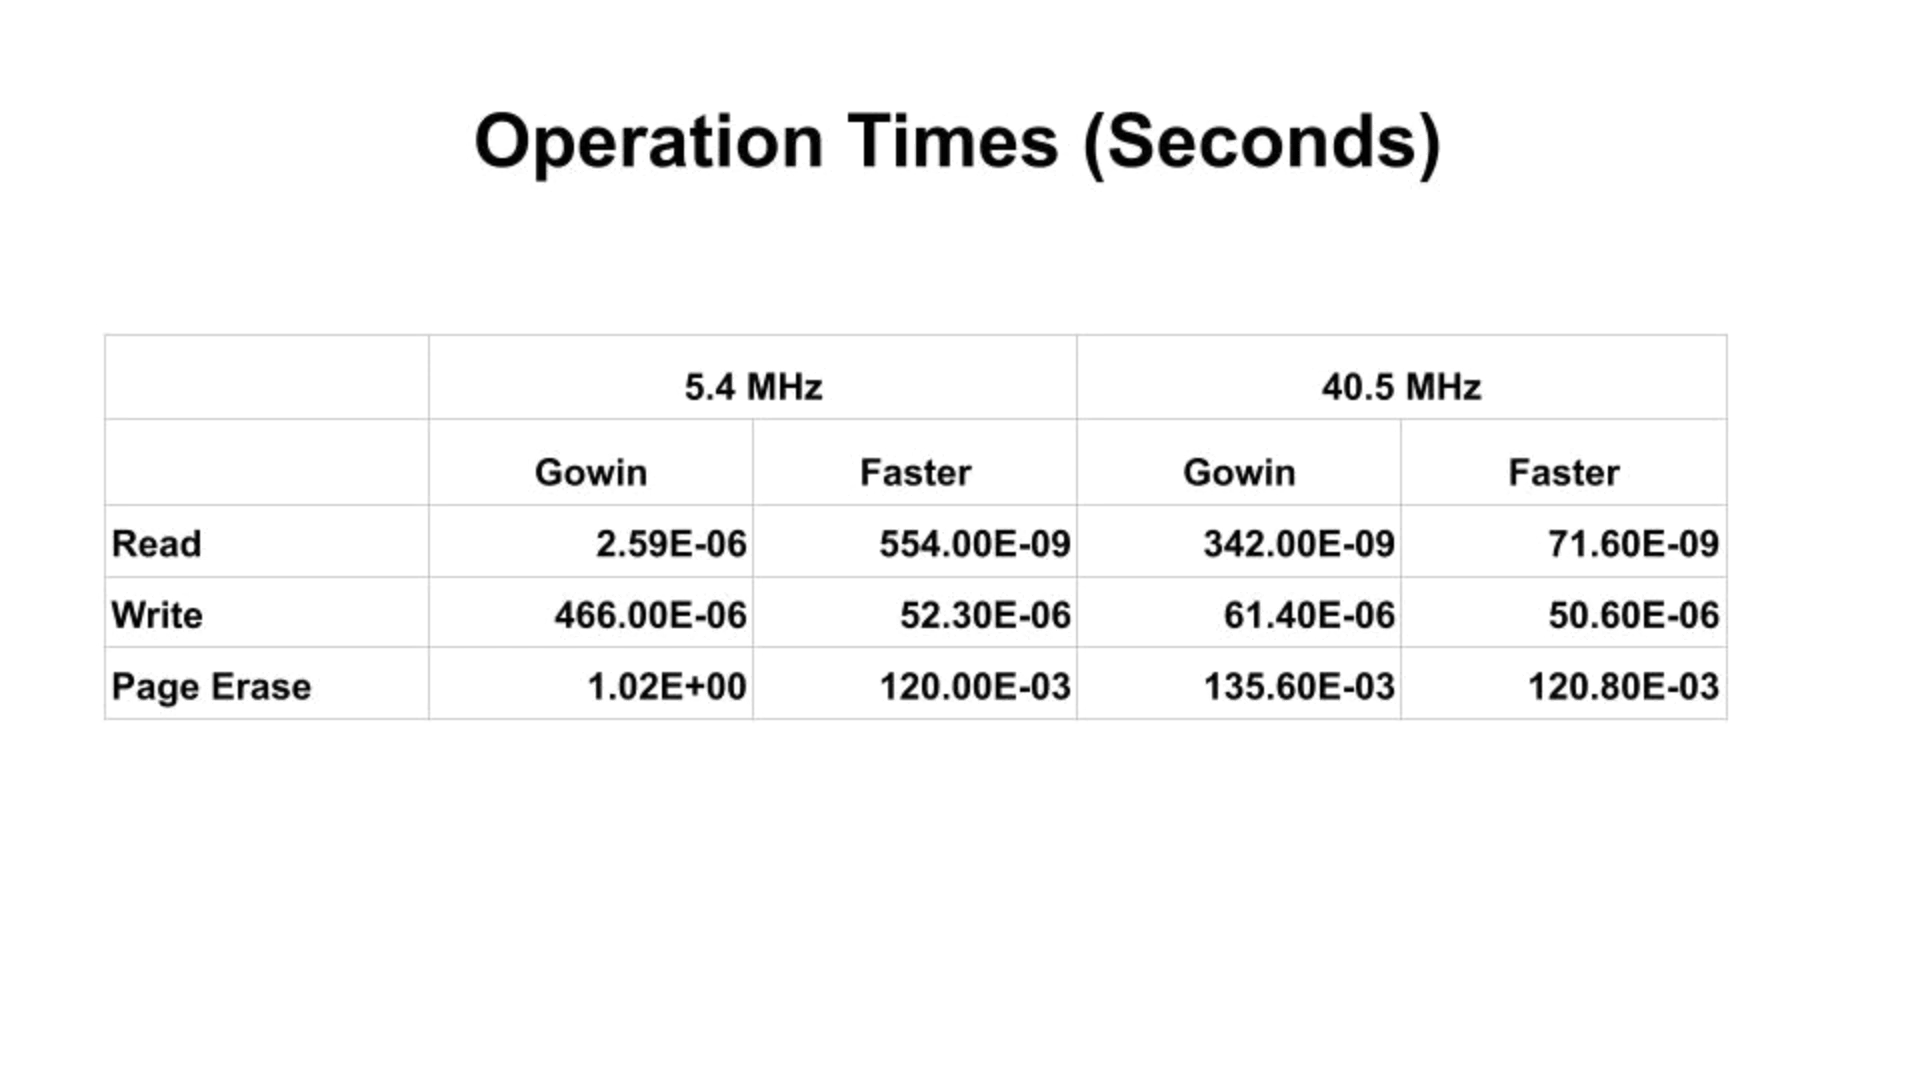 Operation Times (Seconds)
5.4 MHz 40.5 MHz
Gowin Faster Gowin Faster
Read 2.59E-06 554.00E-09 342.00E-09 71.60E-09
Write 466.00E-06 52.30E-06 61.40E-06 50.60E-06
Page Erase 1.02E+00 120.00E-03 135.60E-03 120.80E-03